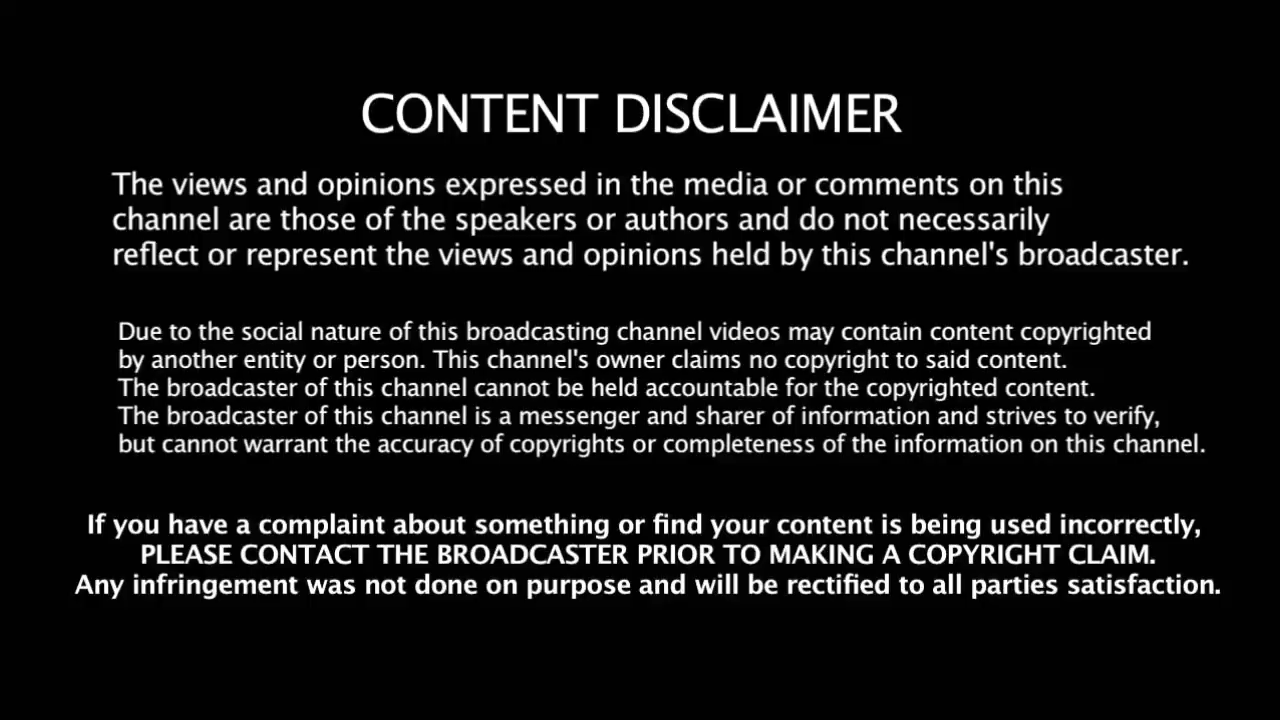 CONTENT DISCLAIMER
The views and opinions expressed in the media or comments on this
channel are those of the speakers or authors and do not necessarily
reflect or represent the views and opinions held by this channel's broadcaster.
Due to the social nature of this broadcasting channel videos may contain content copyrighted
by another entity or person. This channel's owner claims no copyright to said content.
The broadcaster of this channel cannot be held accountable for the copyrighted content.
The broadcaster of this channel is a messenger and sharer of information and strives to verify,
but cannot warrant the accuracy of copyrights or completeness of the information on this channel.
If you have a complaint about something or find your content is being used incorrectly,
PLEASE CONTACT THE BROADCASTER PRIOR TO MAKING A COPYRIGHT CLAIM.
Any infringement was not done on purpose and will be rectified to all parties satisfaction.